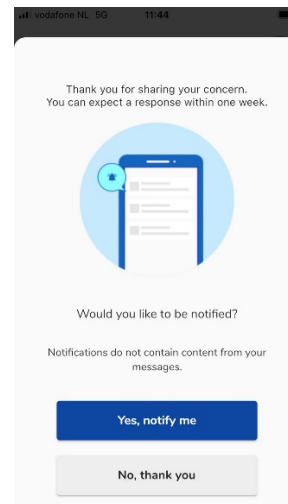 vodafone NL 5G 11:44
Thank you for sharing your concern.
You can expect a response within one week.
Would you like to be notified?
Notifications do not contain content from your
messages.
Yes, notify me
No, thank you